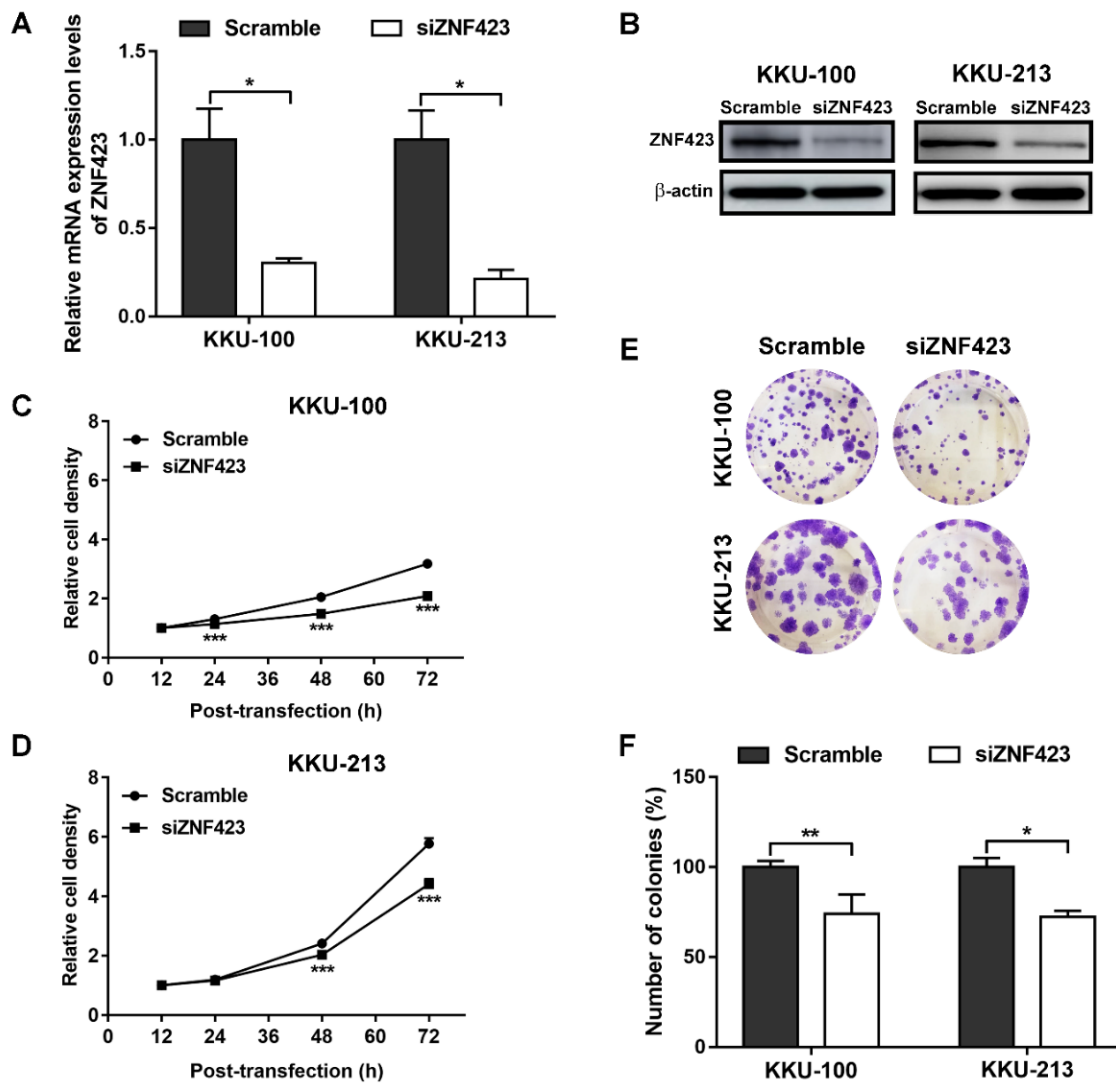 A
Scramble siZNF423
Relative mRNA expression levels
of ZNF423
1.5
1.0
0.5
0.0
* *
KKU-100 KKU-213
B
KKU-100 KKU-213
Scramble siZNF423 Scramble siZNF423
ZNF423
β-actin
C
KKU-100
Scramble
siZNF423
Relative cell density
8
6
4
2
0
*** *** ***
0 12 24 36 48 60 72
Post-transfection (h)
D
KKU-213
Scramble
siZNF423
Relative cell density
8
6
4
2
0
*** ***
0 12 24 36 48 60 72
Post-transfection (h)
E
Scramble siZNF423
KKU-100
KKU-213
F
Scramble siZNF423
Number of colonies (%)
150
100
50
0
** *
KKU-100 KKU-213